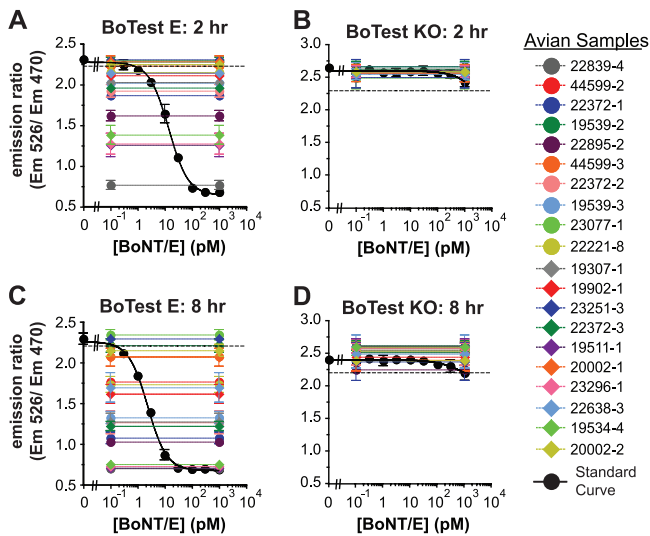 A
BoTest E: 2 hr
emission ratio
(Em 526/ Em 470)
2.5
2.0
1.5
1.0
0.5
0 10⁻¹ 10⁰ 10¹ 10² 10³ 10⁴
[BoNT/E] (pM)
B
BoTest KO: 2 hr
3.0
2.5
2.0
1.5
1.0
0.5
0 10⁻¹ 10⁰ 10¹ 10² 10³ 10⁴
[BoNT/E] (pM)
C
BoTest E: 8 hr
emission ratio
(Em 526/ Em 470)
2.5
2.0
1.5
1.0
0.5
0 10⁻¹ 10⁰ 10¹ 10² 10³ 10⁴
[BoNT/E] (pM)
D
BoTest KO: 8 hr
3.0
2.5
2.0
1.5
1.0
0.5
0 10⁻¹ 10⁰ 10¹ 10² 10³ 10⁴
[BoNT/E] (pM)
Avian Samples
22839-4
44599-2
22372-1
19539-2
22895-2
44599-3
22372-2
19539-3
23077-1
22221-8
19307-1
19902-1
23251-3
22372-3
19511-1
20002-1
23296-1
22638-3
19534-4
20002-2
Standard
Curve